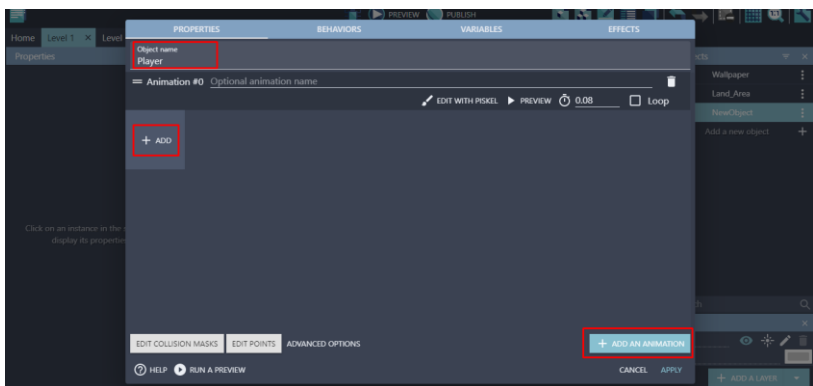 PREVIEW PUBLISH
Home Level 1 × Level
PROPERTIES BEHAVIORS VARIABLES EFFECTS
Properties
Object name
Player
Animation #0 Optional animation name
EDIT WITH PISKEL PREVIEW 0.08 Loop
+ ADD
cts
Wallpaper
Land_Area
NewObject
Add a new object +
Click on an instance in the
display its properties
EDIT COLLISION MASKS EDIT POINTS ADVANCED OPTIONS + ADD AN ANIMATION
HELP RUN A PREVIEW CANCEL APPLY
+ ADD A LAYER